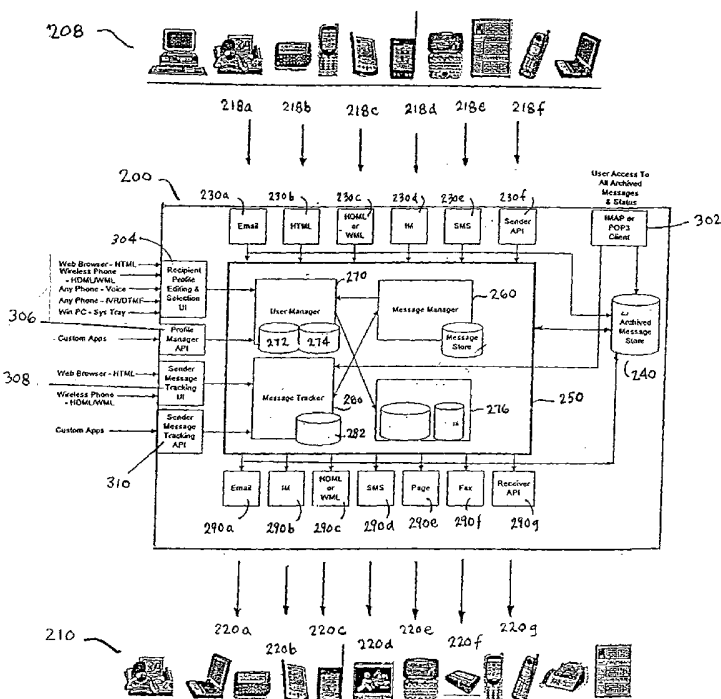 208
218a 218b 218c 218d 218e 218f
200
User Access To
All Archived
Messages
& Status
230a 230b 230c 230d 230e 230f
Email
HTML
HDML
or
WML
IM
SMS
Sender
API
IMAP or
POP3
Client
302
304
Web Browser - HTML
Wireless Phone
- HDML/WML
Any Phone - Voice
Any Phone - IVR/DTMF
Win PC - Sys Tray
Recipient
Profile
Editing &
Selection
UI
306
Custom Apps
Profile
Manager
API
308
Web Browser - HTML
Wireless Phone
- HDML/WML
Sender
Message
Tracking
UI
Custom Apps
Sender
Message
Tracking
API
310
270
User Manager
272 274
Message Manager
260
Message
Store
Message Tracker
280
282
276
250
Archived
Message
Store
240
Email
IM
HDML
or
WML
SMS
Page
Fax
Receiver
API
290a 290b 290c 290d 290e 290f 290g
210
220a 220b 220c 220d 220e 220f 220g